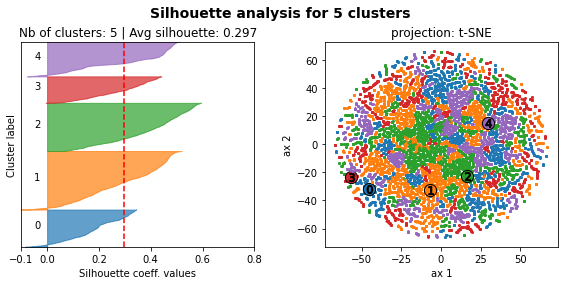 Silhouette analysis for 5 clusters
Nb of clusters: 5 | Avg silhouette: 0.297
4
3
2
1
0
Cluster label
−0.1 0.0 0.2 0.4 0.6 0.8
Silhouette coeff. values
projection: t-SNE
60
40
20
0
−20
−40
−60
ax 2
4
2
3
0
1
−50 −25 0 25 50
ax 1